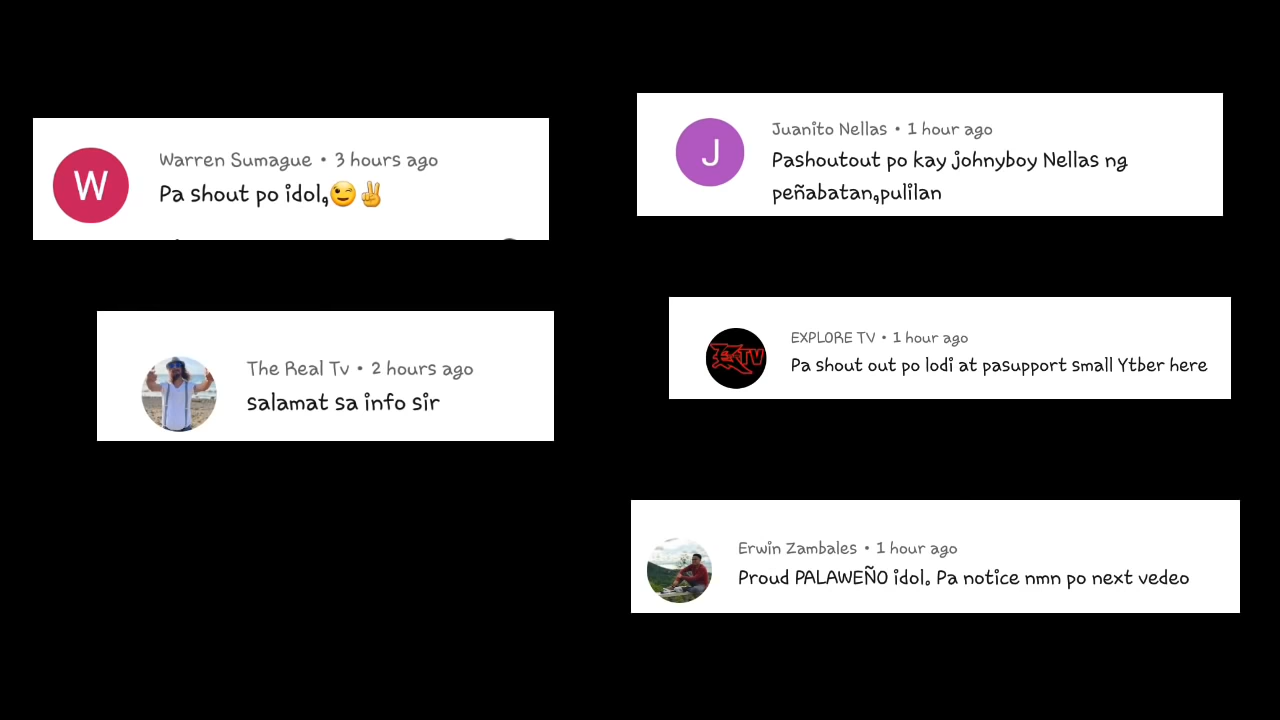 W
Warren Sumague • 3 hours ago
Pa shout po idol,😉✌
The Real Tv • 2 hours ago
salamat sa info sir
J
Juanito Nellas • 1 hour ago
Pashoutout po kay johnyboy Nellas ng
peñabatan,pulilan
EXPLORE TV • 1 hour ago
Pa shout out po lodi at pasupport small Ytber here
Erwin Zambales • 1 hour ago
Proud PALAWEÑO idol. Pa notice nmn po next vedeo